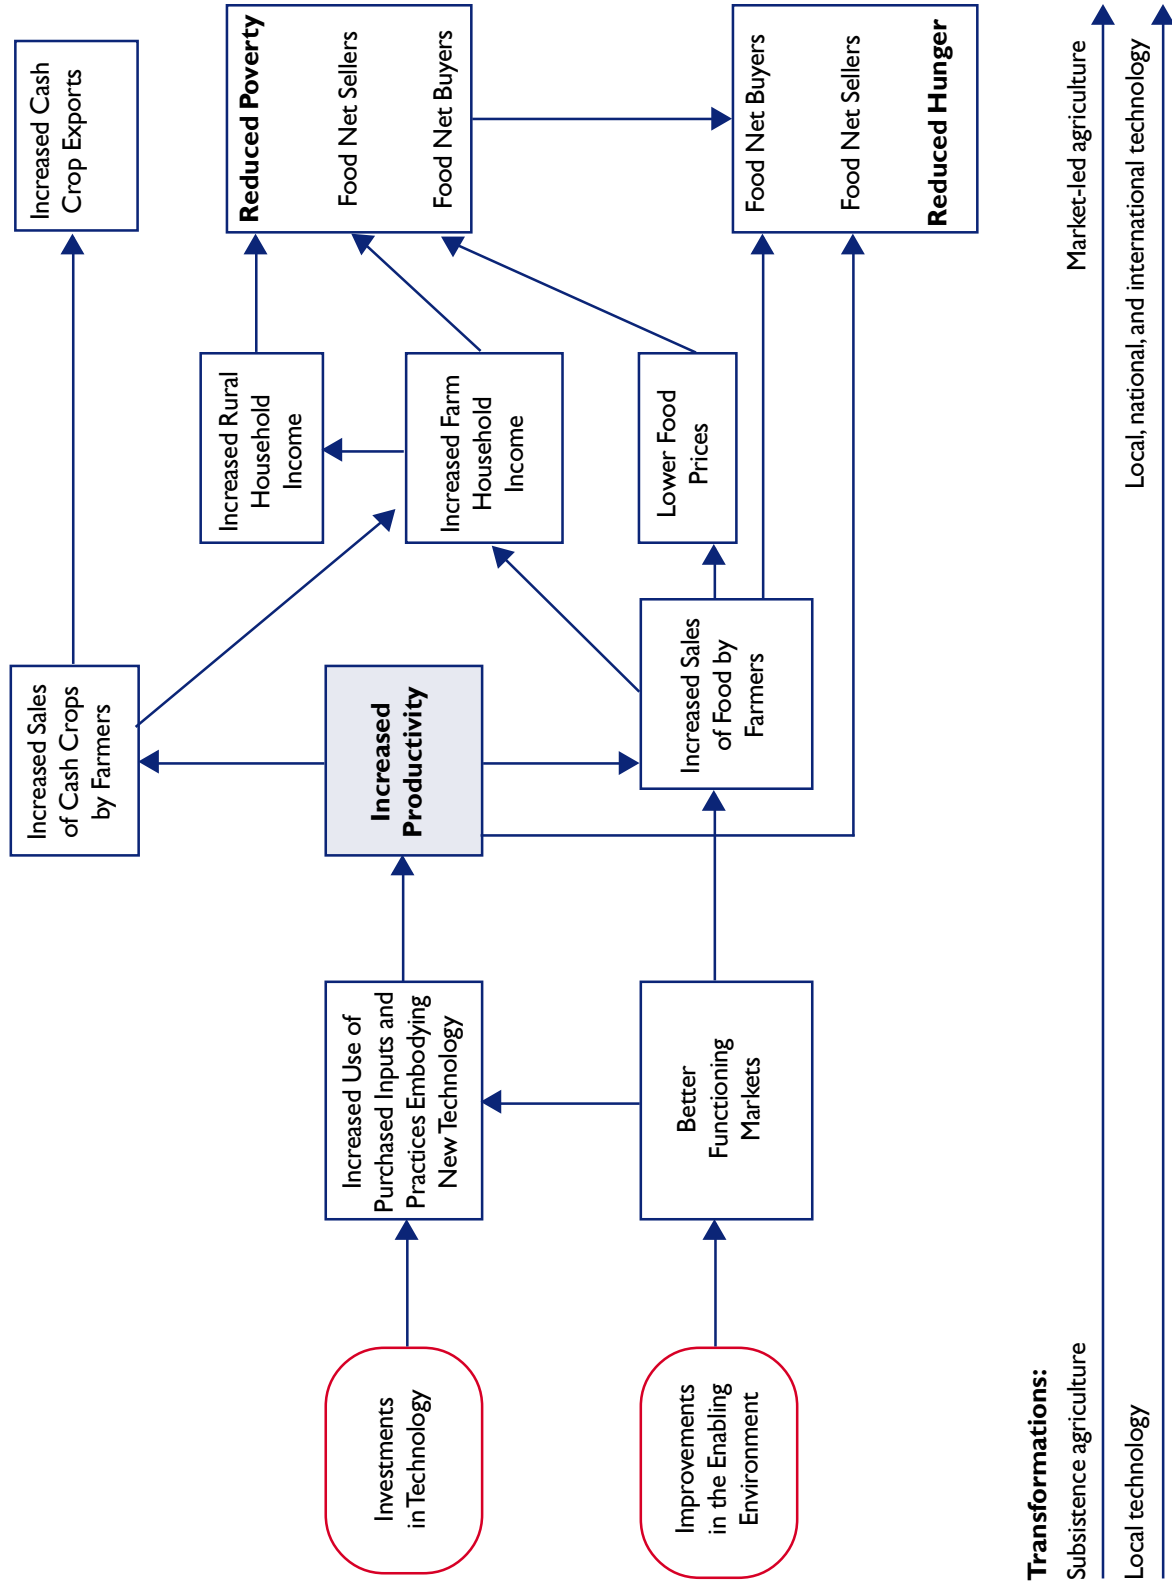 Investments
in Technology
Improvements
in the Enabling
Environment
Increased Use of
Purchased Inputs and
Practices Embodying
New Technology
Better
Functioning
Markets
Increased Sales
of Cash Crops
by Farmers
Increased
Productivity
Increased Sales
of Food by
Farmers
Increased Rural
Household
Income
Increased Farm
Household
Income
Lower Food
Prices
Increased Cash
Crop Exports
Reduced Poverty
Food Net Sellers
Food Net Buyers
Food Net Buyers
Food Net Sellers
Reduced Hunger
Transformations:
Subsistence agriculture
Market-led agriculture
Local technology
Local, national, and international technology